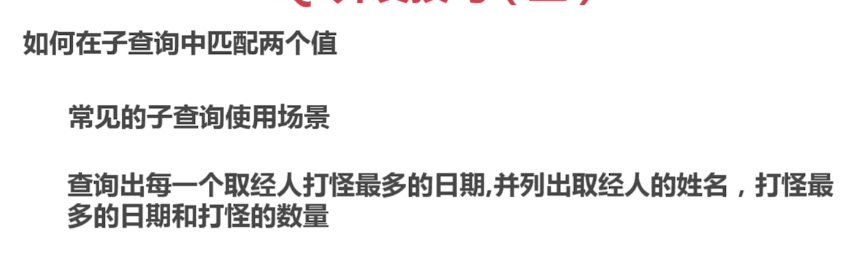 如何在子查询中匹配两个值
常见的子查询使用场景
查询出每一个取经人打怪最多的日期,并列出取经人的姓名，打怪最
多的日期和打怪的数量